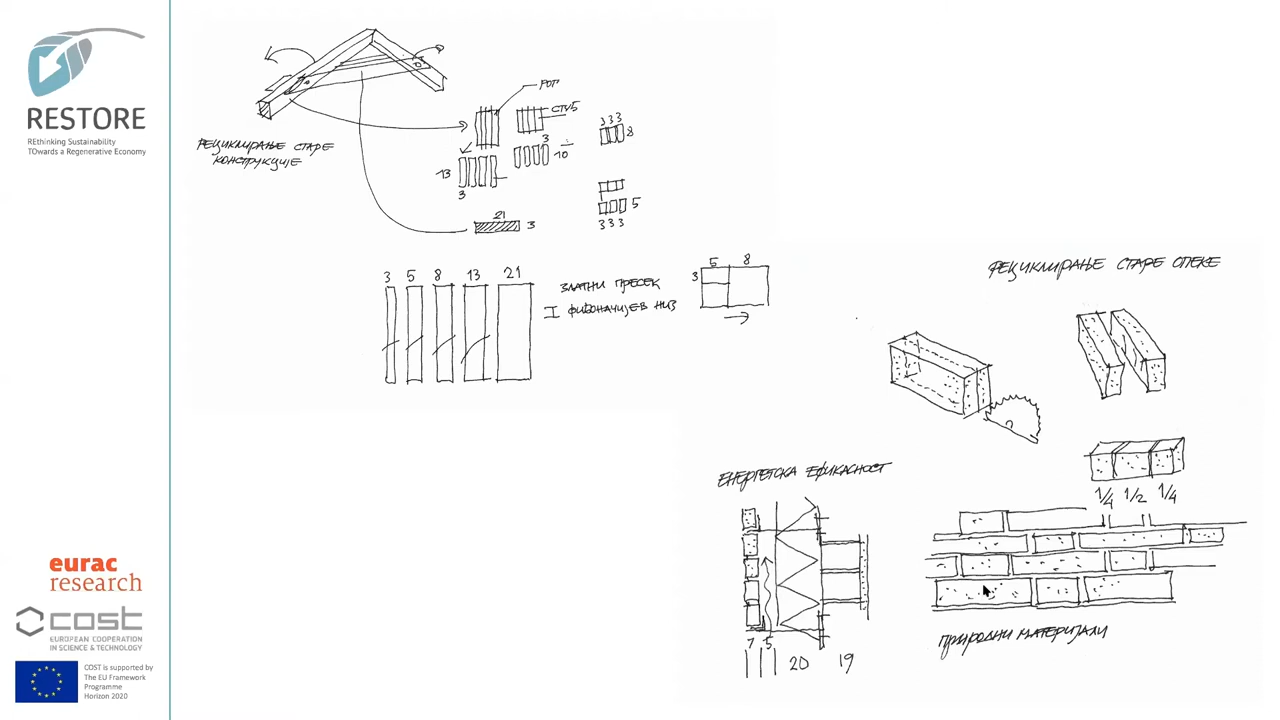 RESTORE
REthinking Sustainability
TOwards a Regenerative Economy
РЕЦИКЛИРАЊЕ СТАРЕ
КОНСТРУКЦИЈЕ
РОГ
СТУБ
3
10
13
3
21
3
3 3 3
8
5
3 3 3
3 5 8 13 21
ЗЛАТНИ ПРЕСЕК
И ФИБОНАЧИЈЕВ НИЗ
5 8
3
РЕЦИКЛИРАЊЕ СТАРЕ ОПЕКЕ
1/4 1/2 1/4
ЕНЕРГЕТСКА ЕФИКАСНОСТ
7 5 20 19
ПРИРОДНИ МАТЕРИЈАЛИ
eurac
research
cost
EUROPEAN COOPERATION
IN SCIENCE & TECHNOLOGY
COST is supported by
The EU Framework
Programme
Horizon 2020